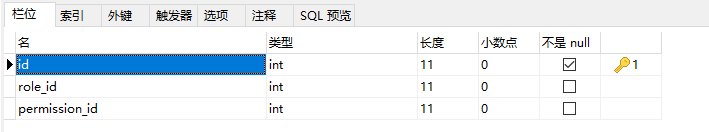 栏位 索引 外键 触发器 选项 注释 SQL 预览
名 类型 长度 小数点 不是 null
id int 11 0 1
role_id int 11 0
permission_id int 11 0